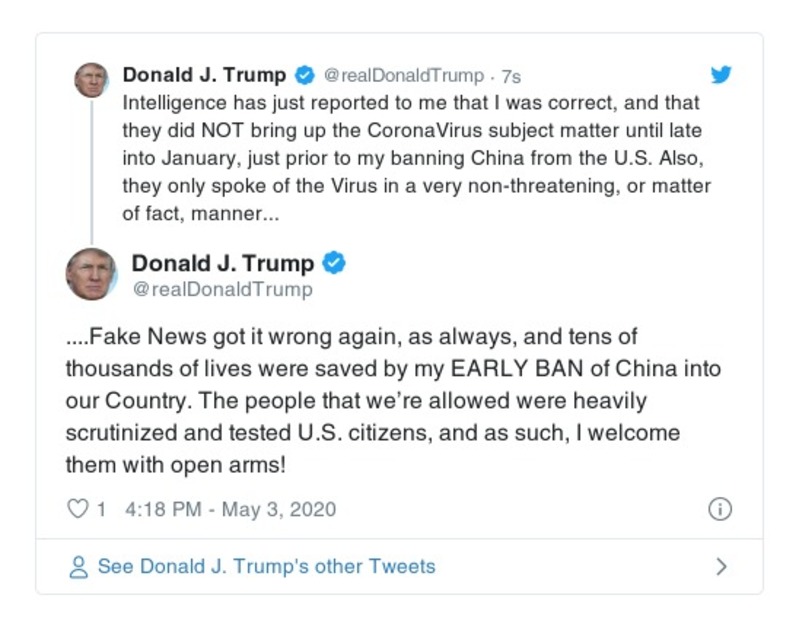 Donald J. Trump @realDonaldTrump · 7s
Intelligence has just reported to me that I was correct, and that
they did NOT bring up the CoronaVirus subject matter until late
into January, just prior to my banning China from the U.S. Also,
they only spoke of the Virus in a very non-threatening, or matter
of fact, manner...
Donald J. Trump
@realDonaldTrump
....Fake News got it wrong again, as always, and tens of
thousands of lives were saved by my EARLY BAN of China into
our Country. The people that we’re allowed were heavily
scrutinized and tested U.S. citizens, and as such, I welcome
them with open arms!
1 4:18 PM - May 3, 2020
See Donald J. Trump's other Tweets